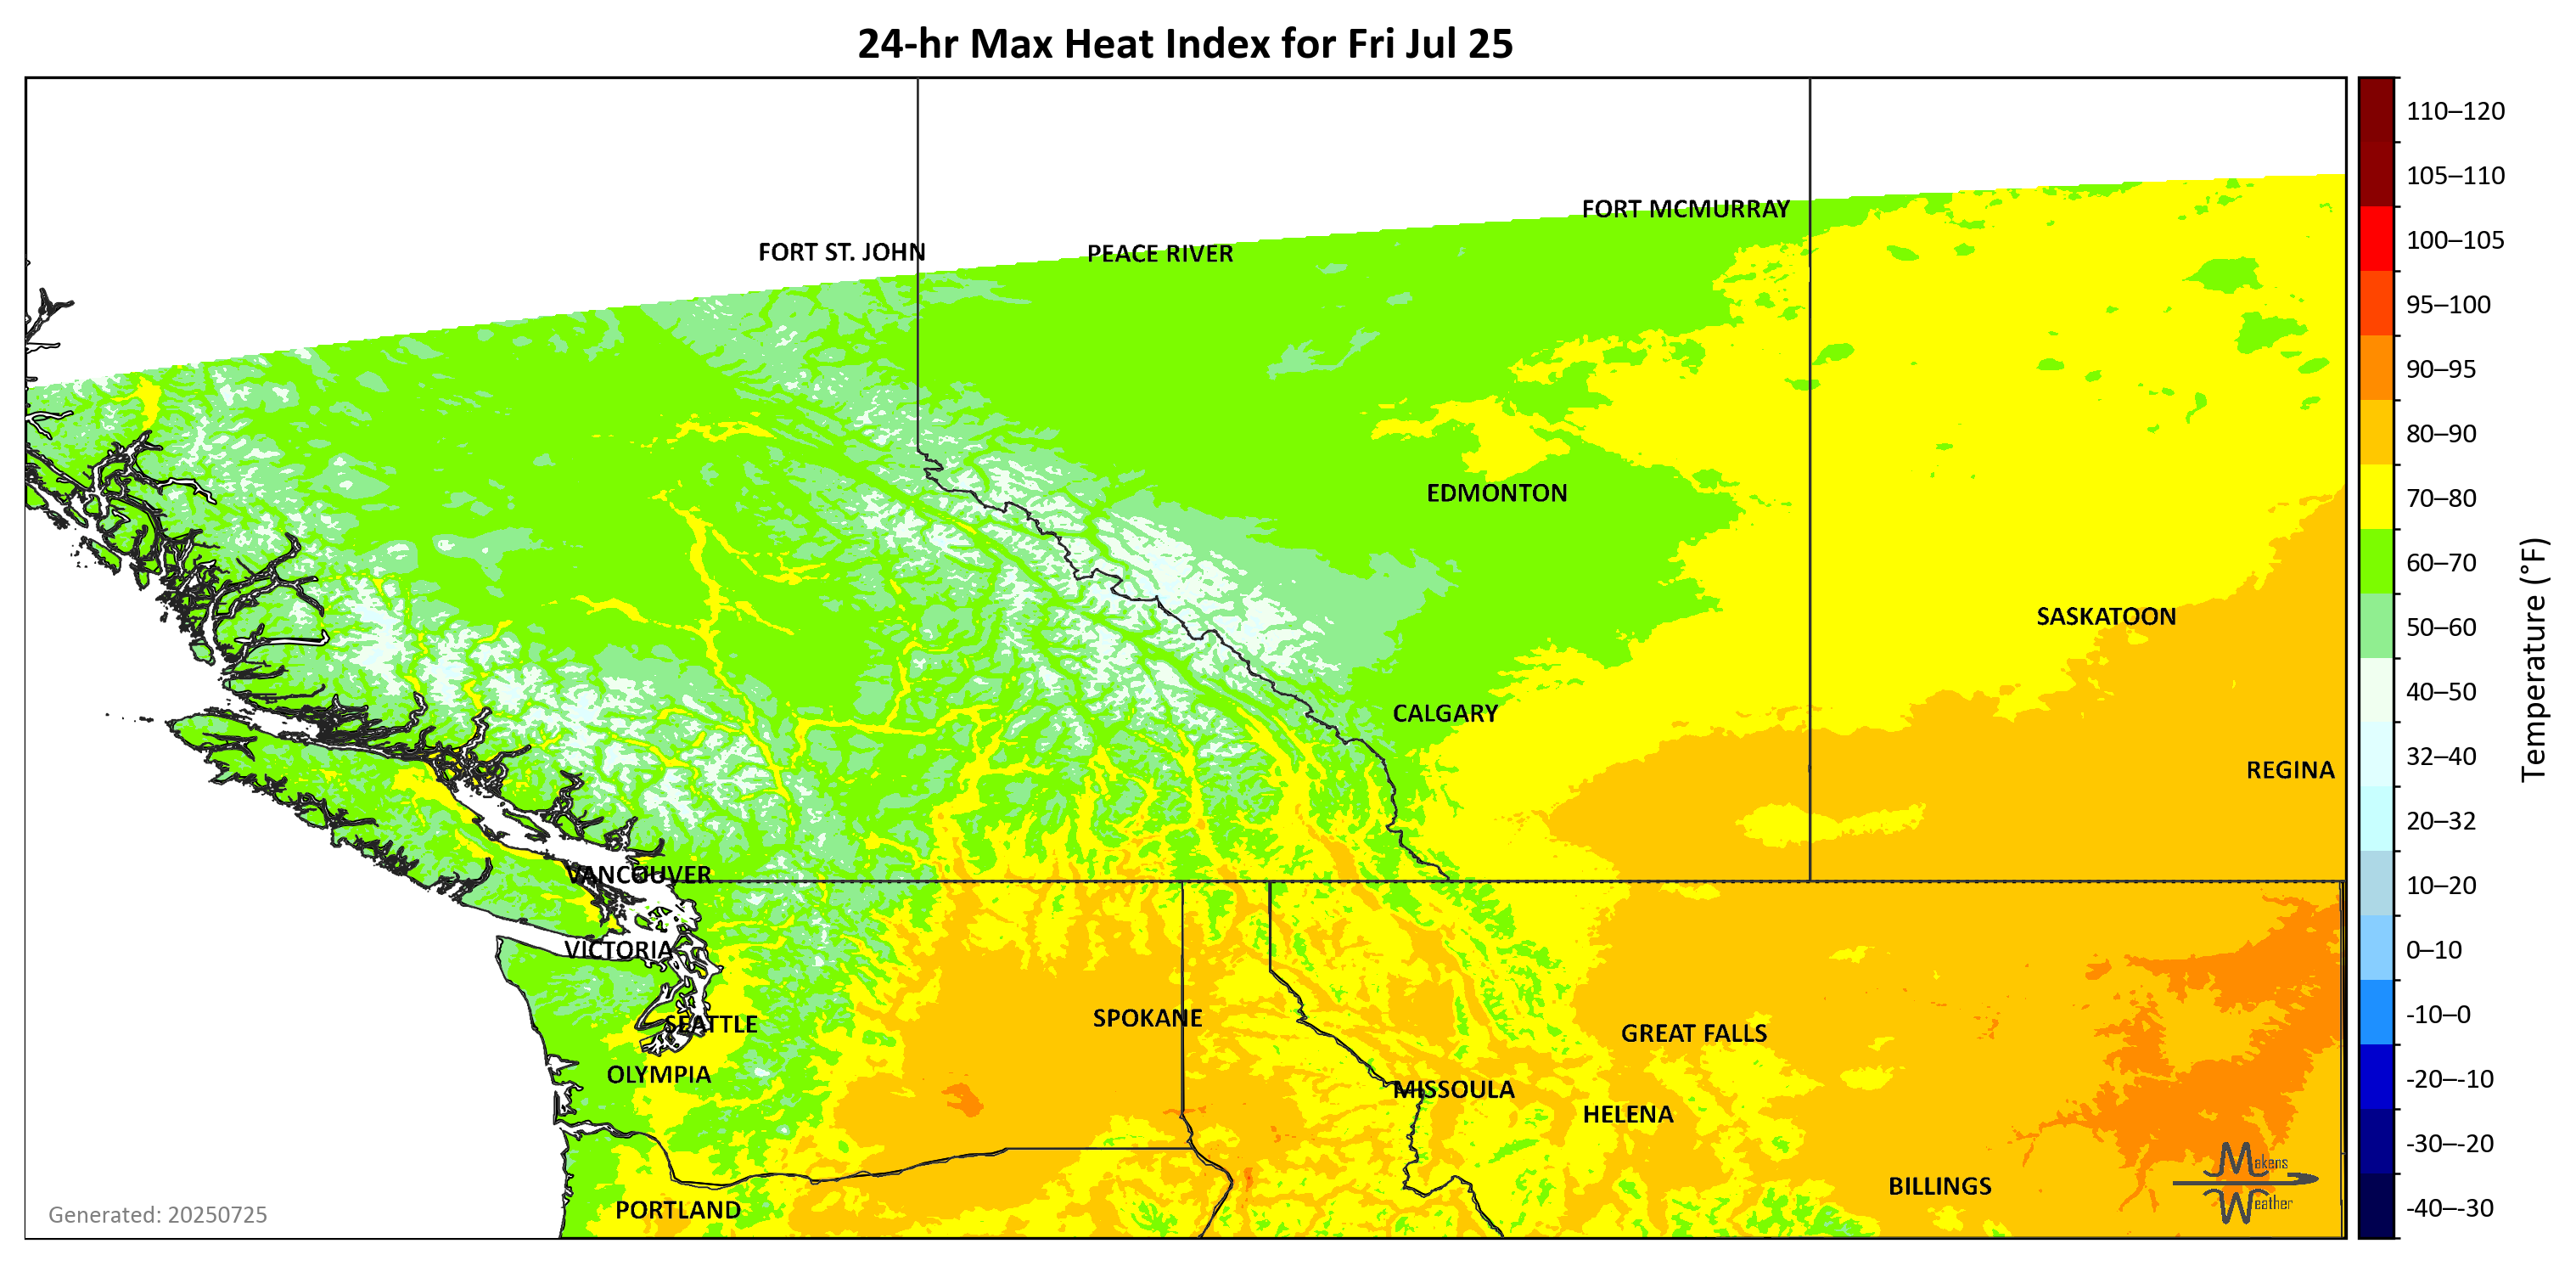 24-hr Max Heat Index for Fri Jul 25
FORT MCMURRAY
FORT ST. JOHN
PEACE RIVER
EDMONTON
SASKATOON
CALGARY
REGINA
VANCOUVER
VICTORIA
SEATTLE
SPOKANE
GREAT FALLS
OLYMPIA
MISSOULA
HELENA
BILLINGS
PORTLAND
Makens
Weather
Generated: 20250725
110–120
105–110
100–105
95–100
90–95
80–90
70–80
60–70
50–60
40–50
32–40
20–32
10–20
0–10
-10–0
-20–-10
-30–-20
-40–-30
Temperature (°F)